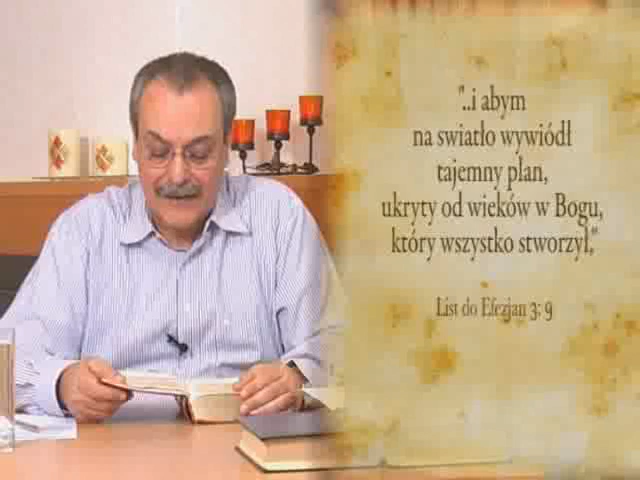 "..i abym
na swiatło wywiódł
tajemny plan,
ukryty od wieków w Bogu,
który wszystko stworzył,"
List do Efezjan 3: 9